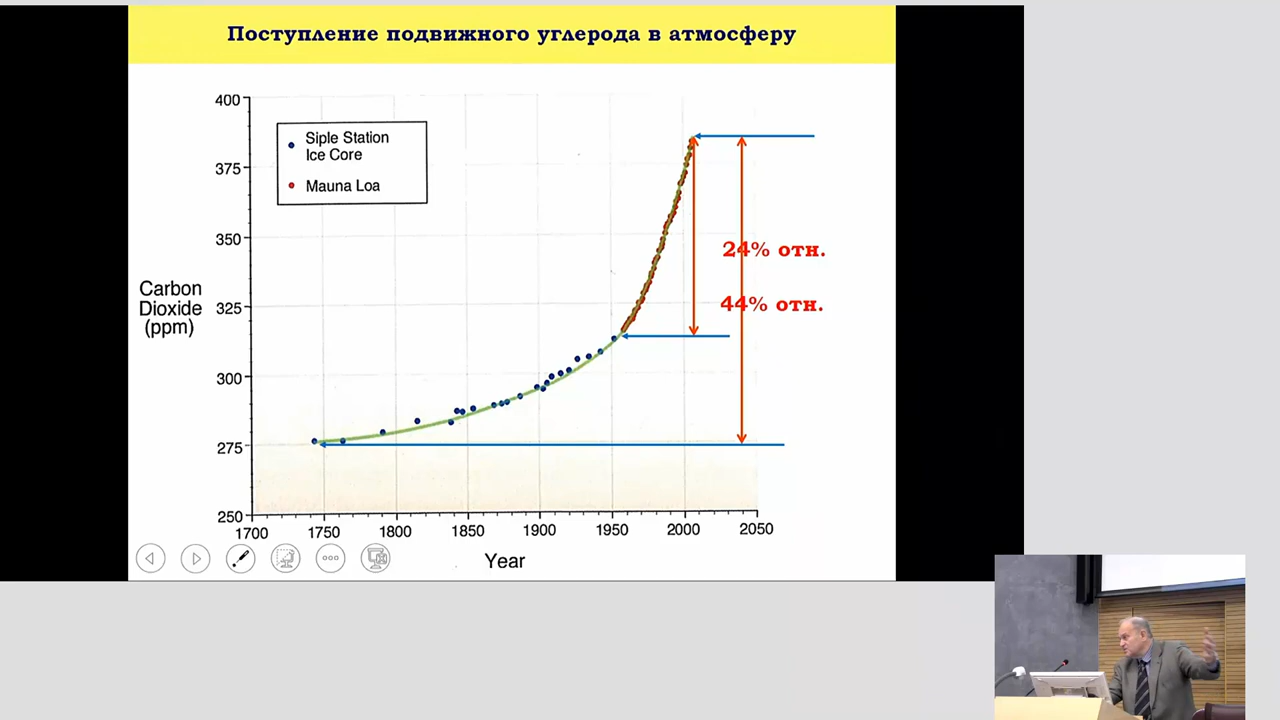 Поступление подвижного углерода в атмосферу
400
375
350
325
300
275
250
Siple Station
Ice Core
Mauna Loa
Carbon
Dioxide
(ppm)
24% отн.
44% отн.
1700 1750 1800 1850 1900 1950 2000 2050
Year